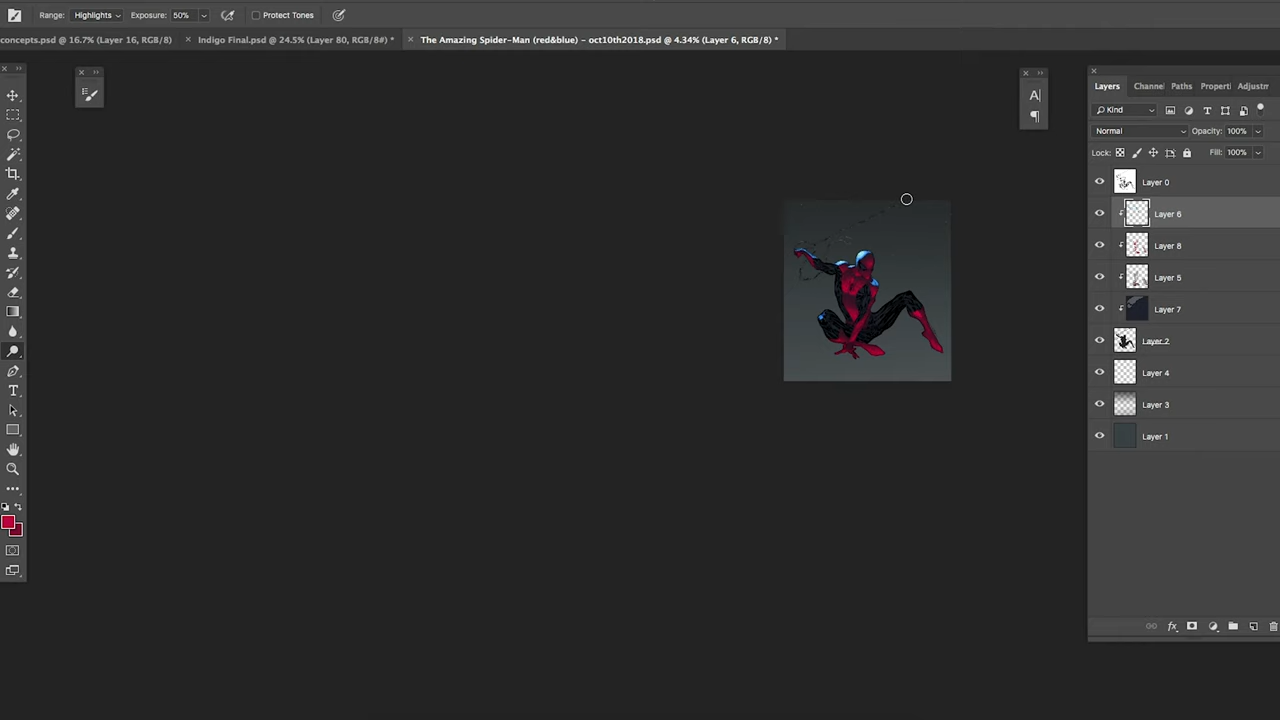 Range: Highlights Exposure: 50% Protect Tones
concepts.psd @ 16.7% (Layer 16, RGB/8) × Indigo Final.psd @ 24.5% (Layer 80, RGB/8#) * × The Amazing Spider-Man (red&blue) – oct10th2018.psd @ 4.34% (Layer 6, RGB/8) *
Layers Channe Paths Properti Adjustm
A
¶
Kind T
Normal Opacity: 100%
Lock: Fill: 100%
Layer 0
Layer 6
Layer 8
Layer 5
Layer 7
Layer 2
Layer 4
Layer 3
Layer 1
T
fx